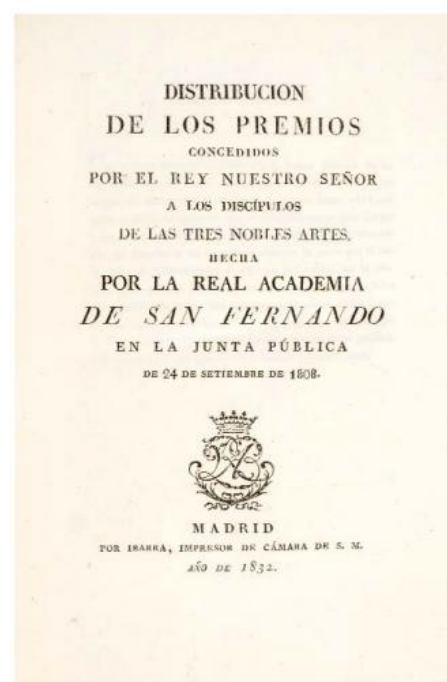 DISTRIBUCION
DE LOS PREMIOS
CONCEDIDOS
POR EL REY NUESTRO SEÑOR
A LOS DISCÍPULOS
DE LAS TRES NOBLES ARTES,
HECHA
POR LA REAL ACADEMIA
DE SAN FERNANDO
EN LA JUNTA PÚBLICA
DE 24 DE SETIEMBRE DE 1808.
MADRID
POR IBARRA, IMPRESOR DE CÁMARA DE S. M.
AÑO DE 1832.